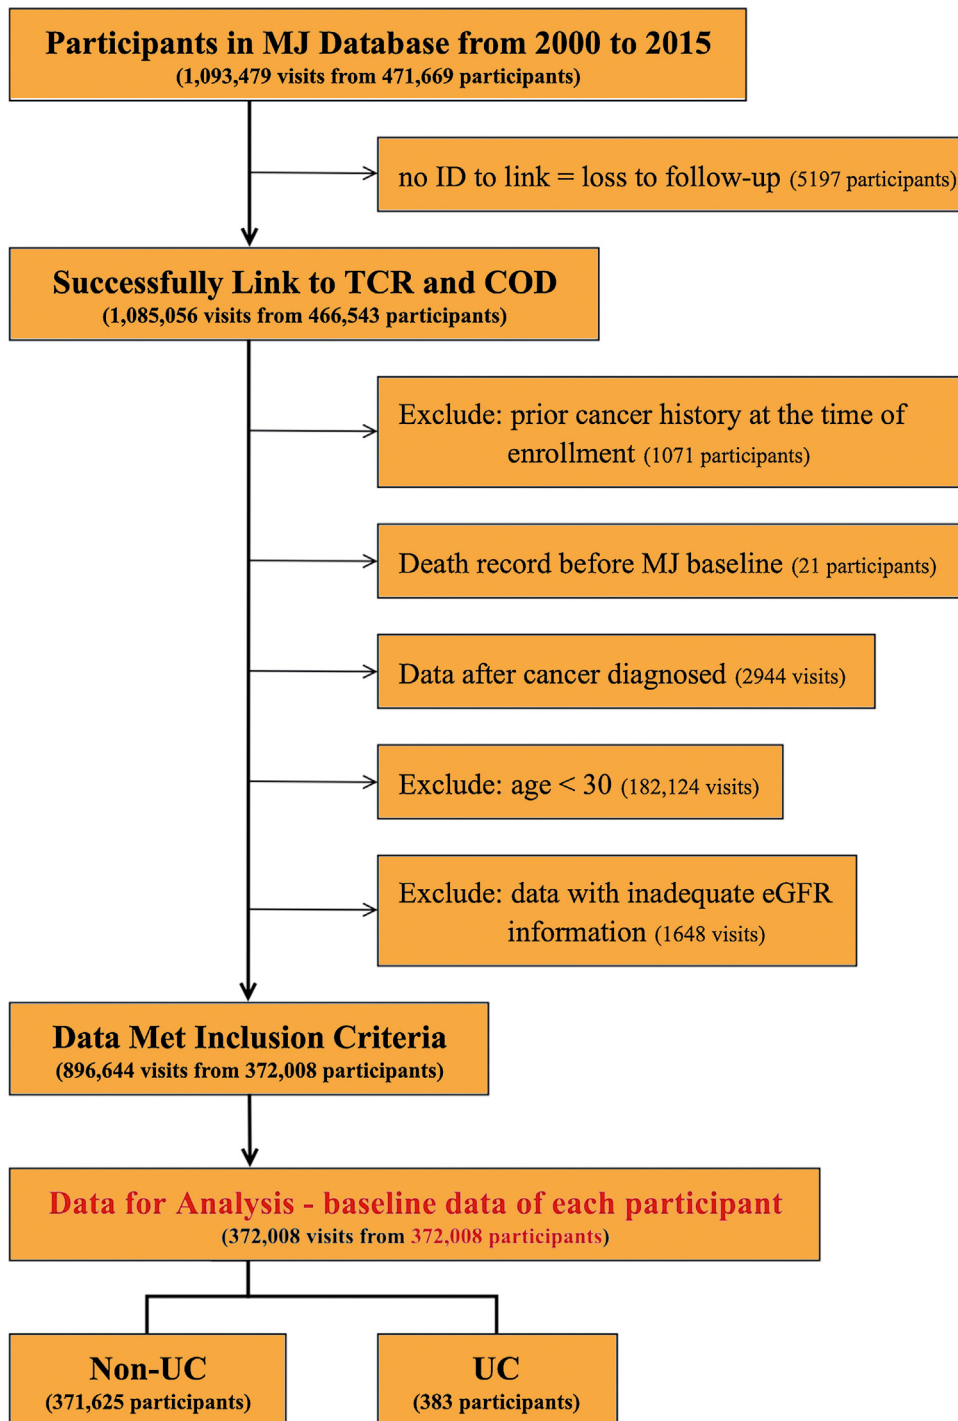 Participants in MJ Database from 2000 to 2015
(1,093,479 visits from 471,669 participants)
no ID to link = loss to follow-up (5197 participants)
Successfully Link to TCR and COD
(1,085,056 visits from 466,543 participants)
Exclude: prior cancer history at the time of
enrollment (1071 participants)
Death record before MJ baseline (21 participants)
Data after cancer diagnosed (2944 visits)
Exclude: age < 30 (182,124 visits)
Exclude: data with inadequate eGFR
information (1648 visits)
Data Met Inclusion Criteria
(896,644 visits from 372,008 participants)
Data for Analysis - baseline data of each participant
(372,008 visits from 372,008 participants)
Non-UC
(371,625 participants)
UC
(383 participants)